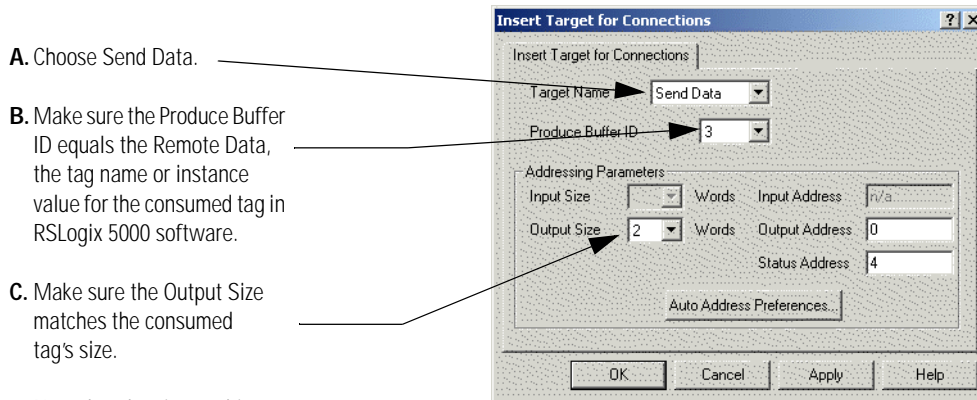 A. Choose Send Data.
B. Make sure the Produce Buffer
ID equals the Remote Data,
the tag name or instance
value for the consumed tag in
RSLogix 5000 software.
C. Make sure the Output Size
matches the consumed
tag's size.
Insert Target for Connections
Insert Target for Connections
Target Name Send Data
Produce Buffer ID 3
Addressing Parameters
Input Size Words Input Address n/a
Output Size 2 Words Output Address 0
Status Address 4
Auto Address Preferences...
OK Cancel Apply Help